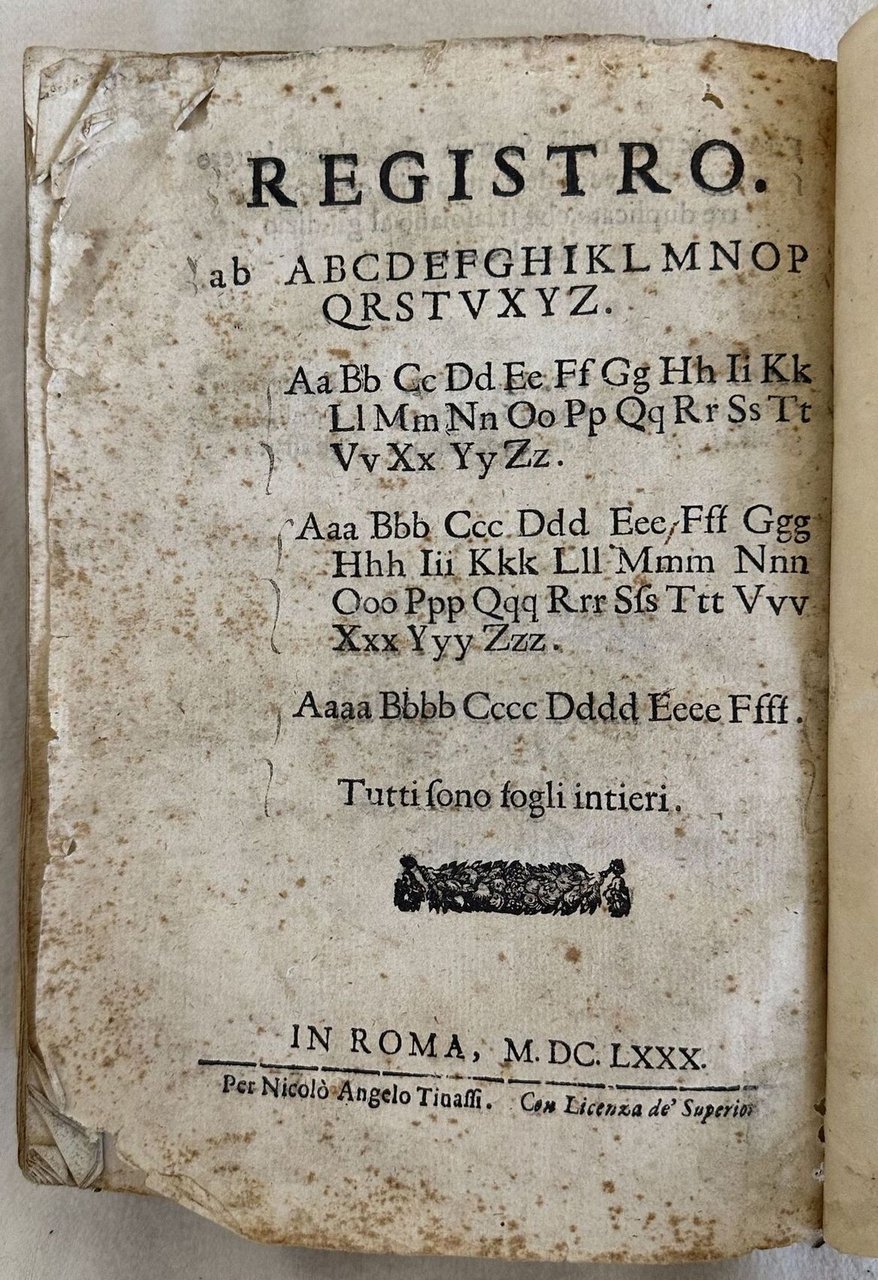 REGISTRO.
ab ABCDEFGHIKLMNOP
QRSTVXYZ.
Aa Bb Cc Dd Ee Ff Gg Hh Ii Kk
Ll Mm Nn Oo Pp Qq Rr Ss Tt
Vv Xx Yy Zz.
Aaa Bbb Ccc Ddd Eee Fff Ggg
Hhh Iii Kkk Lll Mmm Nnn
Ooo Ppp Qqq Rrr Sſs Ttt Vvv
Xxx Yyy Zzz.
Aaaa Bbbb Cccc Dddd Eeee Ffff.
Tutti ſono fogli intieri.
IN ROMA, M. DC. LXXX.
Per Nicolò Angelo Tinaſſi. Con Licenza de' Superior